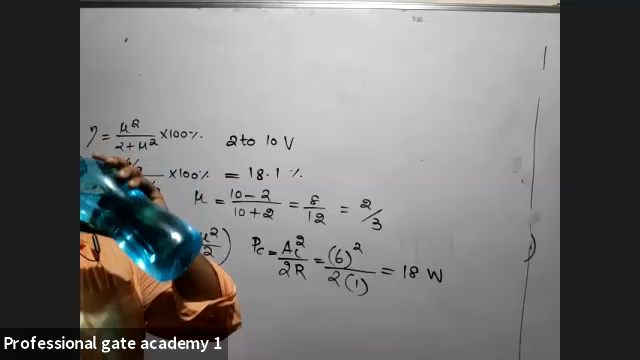 η = μ² / 2 + μ² × 100 %. 2 to 10 V
× 100% = 18.1 %
μ = (10 - 2) / (10 + 2) = 8 / 12 = 2/3
Pc = Ac² / 2R = (6)² / 2(1) = 18 W
Professional gate academy 1